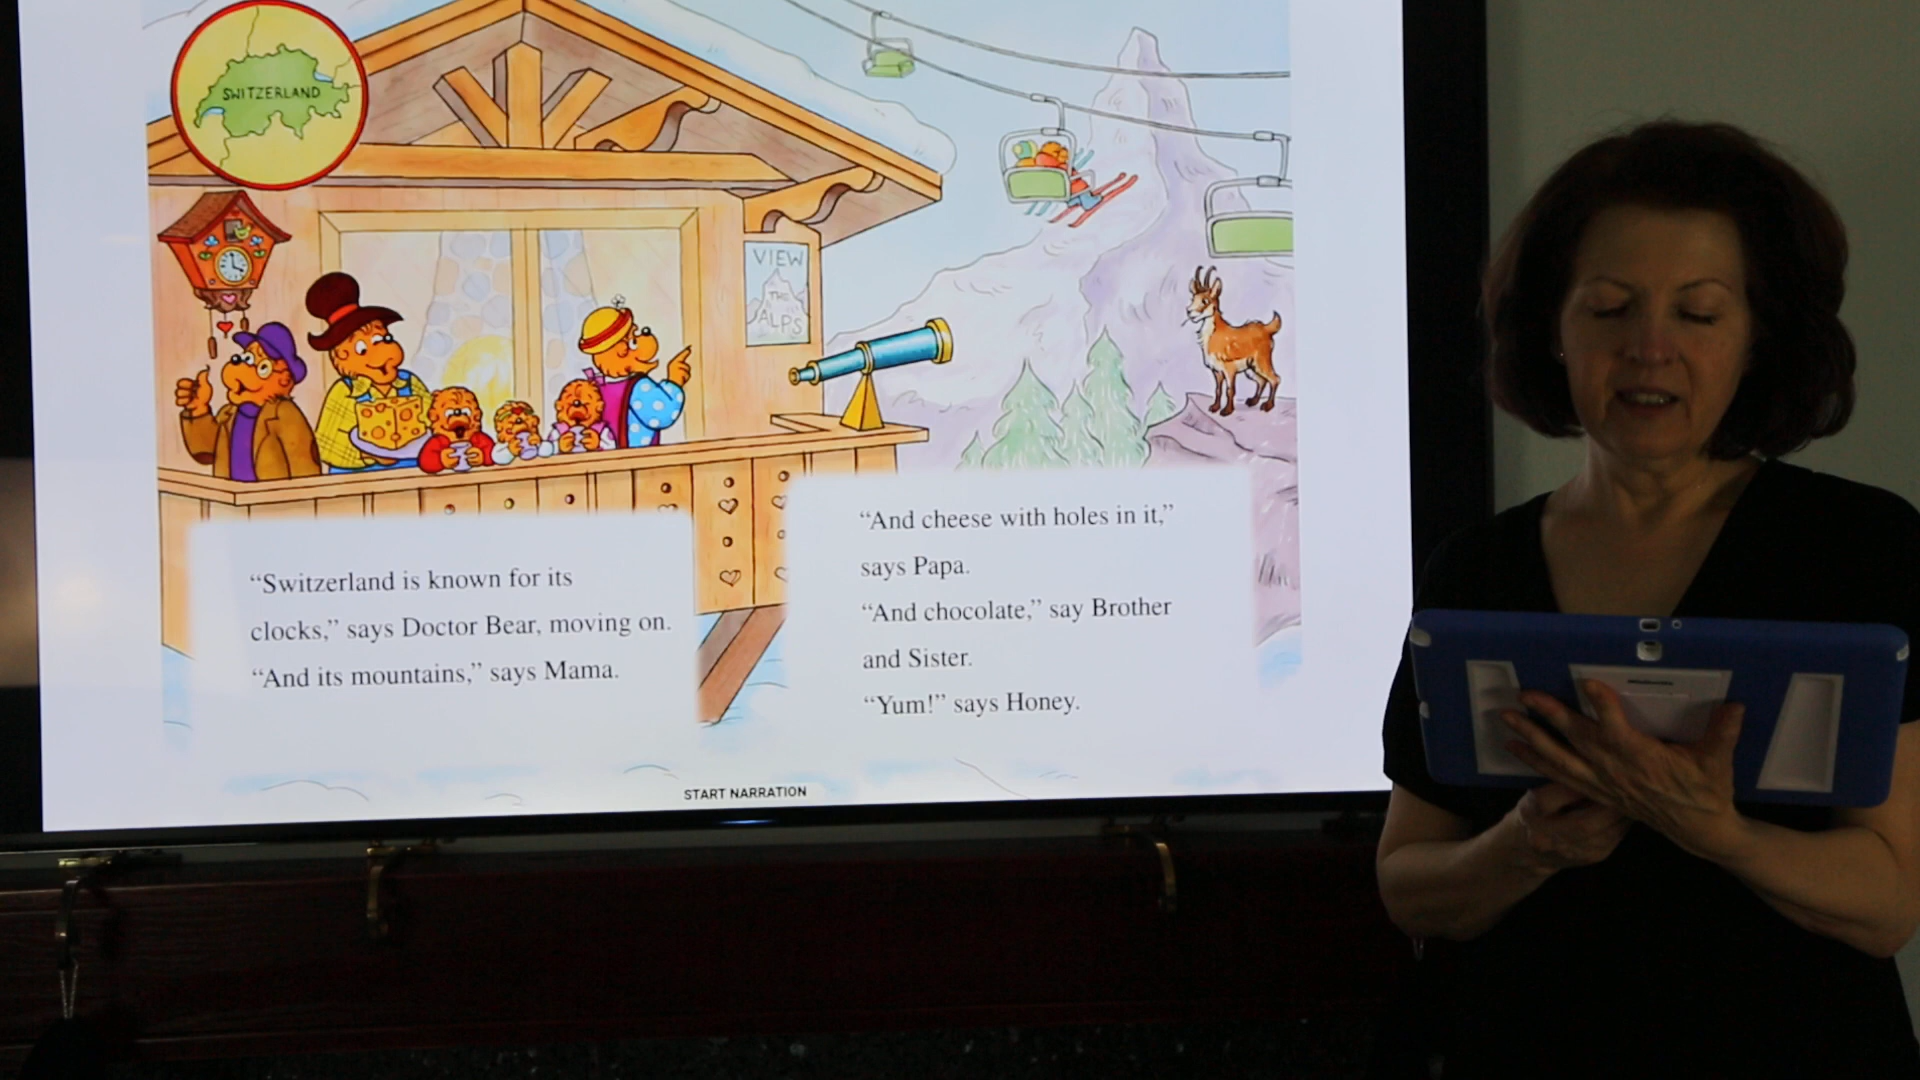 SWITZERLAND
VIEW
THE
ALPS
“Switzerland is known for its
clocks,” says Doctor Bear, moving on.
“And its mountains,” says Mama.
“And cheese with holes in it,”
says Papa.
“And chocolate,” say Brother
and Sister.
“Yum!” says Honey.
START NARRATION